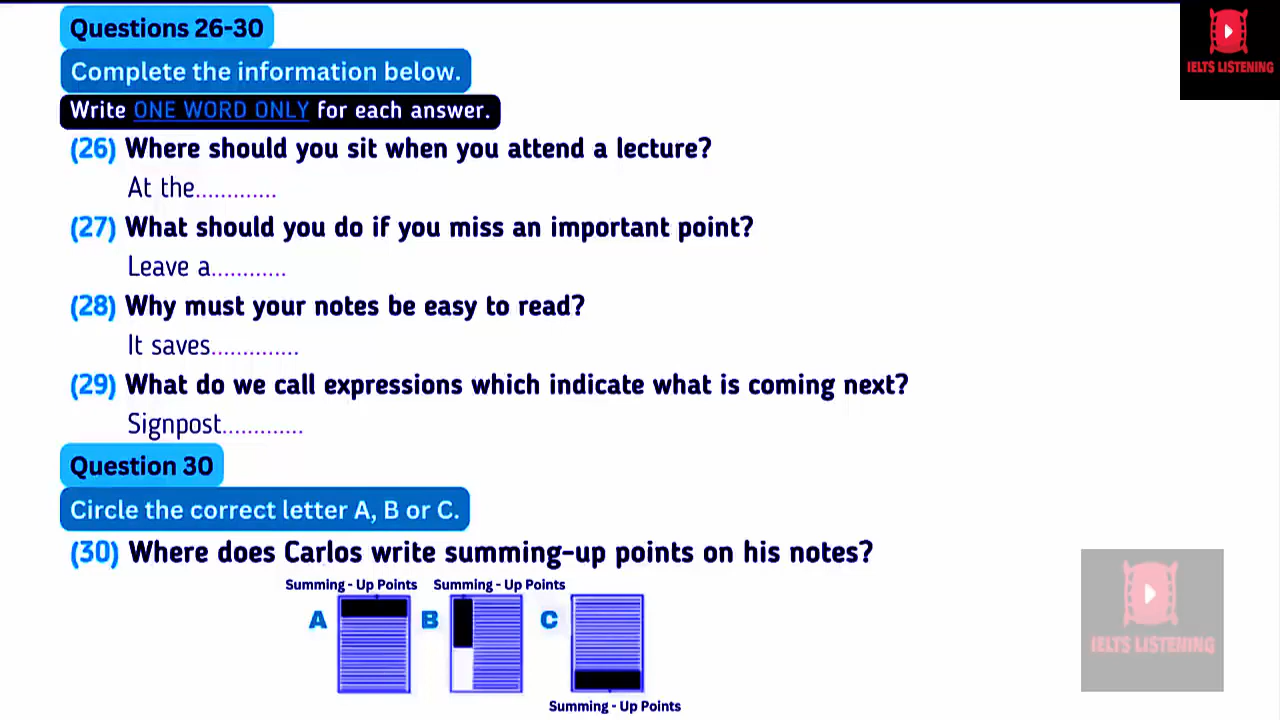 Questions 26-30
IELTS LISTENING
Complete the information below.
Write ONE WORD ONLY for each answer.
(26) Where should you sit when you attend a lecture?
At the.............
(27) What should you do if you miss an important point?
Leave a............
(28) Why must your notes be easy to read?
It saves..............
(29) What do we call expressions which indicate what is coming next?
Signpost.............
Question 30
Circle the correct letter A, B or C.
(30) Where does Carlos write summing-up points on his notes?
Summing - Up Points Summing - Up Points
A B C
IELTS LISTENING
Summing - Up Points